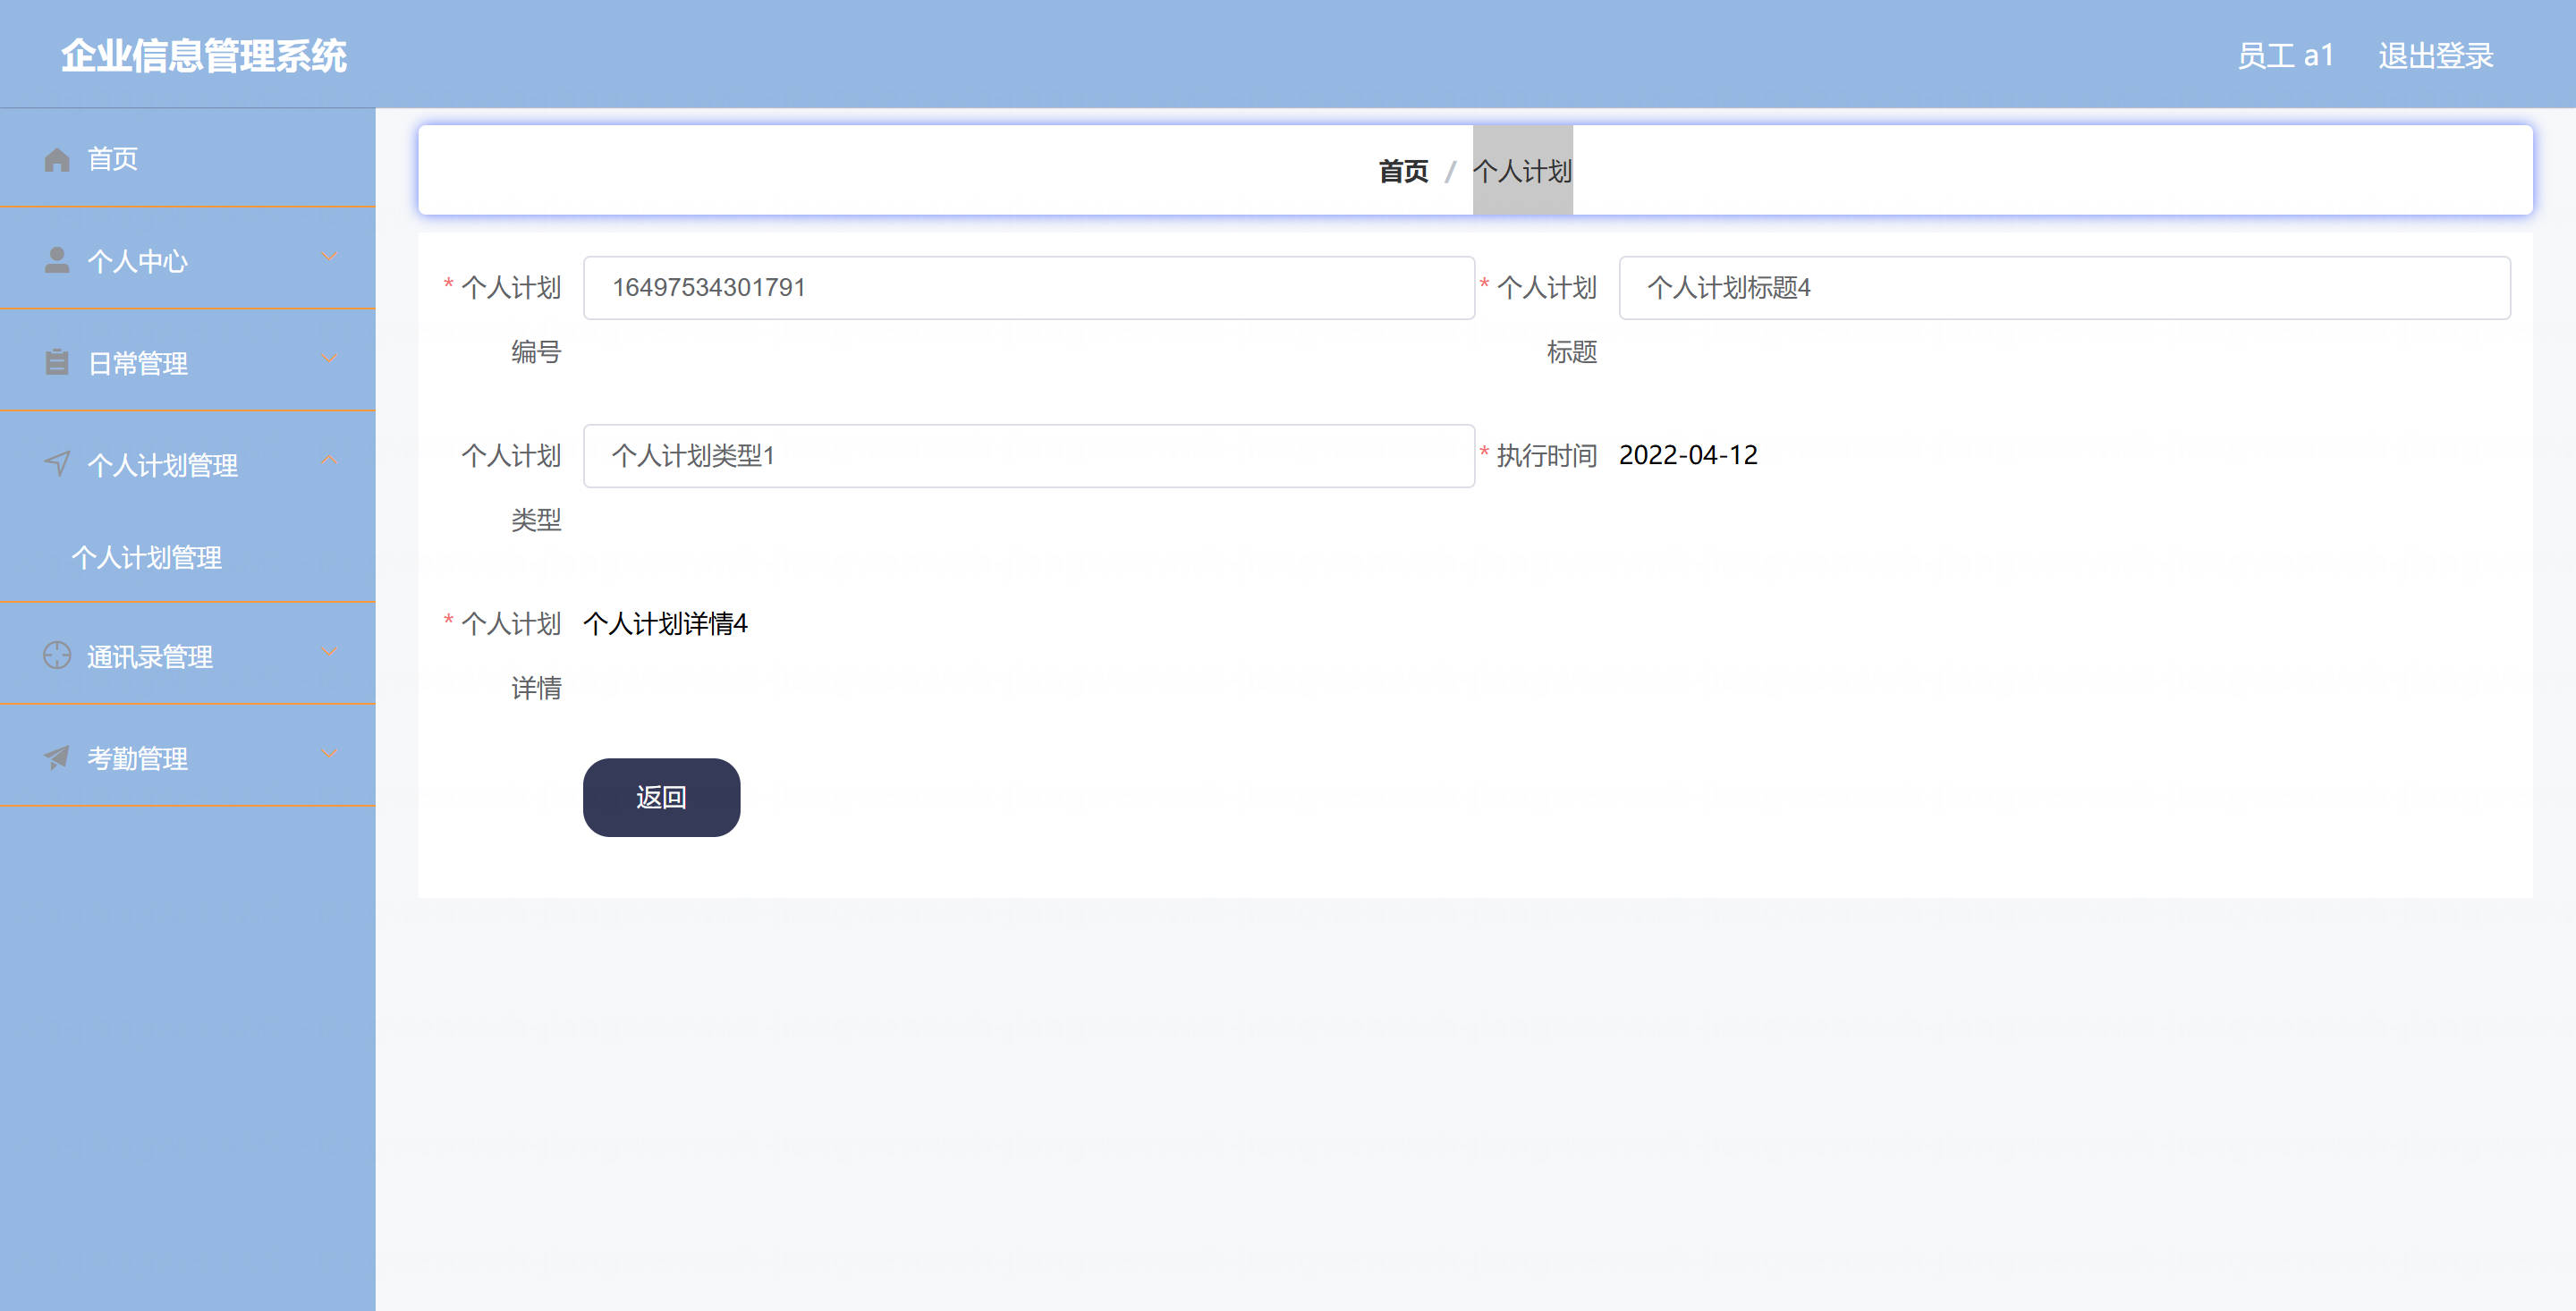 企业信息管理系统
员工 a1 退出登录
首页
个人中心
日常管理
个人计划管理
个人计划管理
通讯录管理
考勤管理
首页 / 个人计划
* 个人计划编号 16497534301791
* 个人计划标题 个人计划标题4
个人计划类型 个人计划类型1
* 执行时间 2022-04-12
* 个人计划详情 个人计划详情4
返回